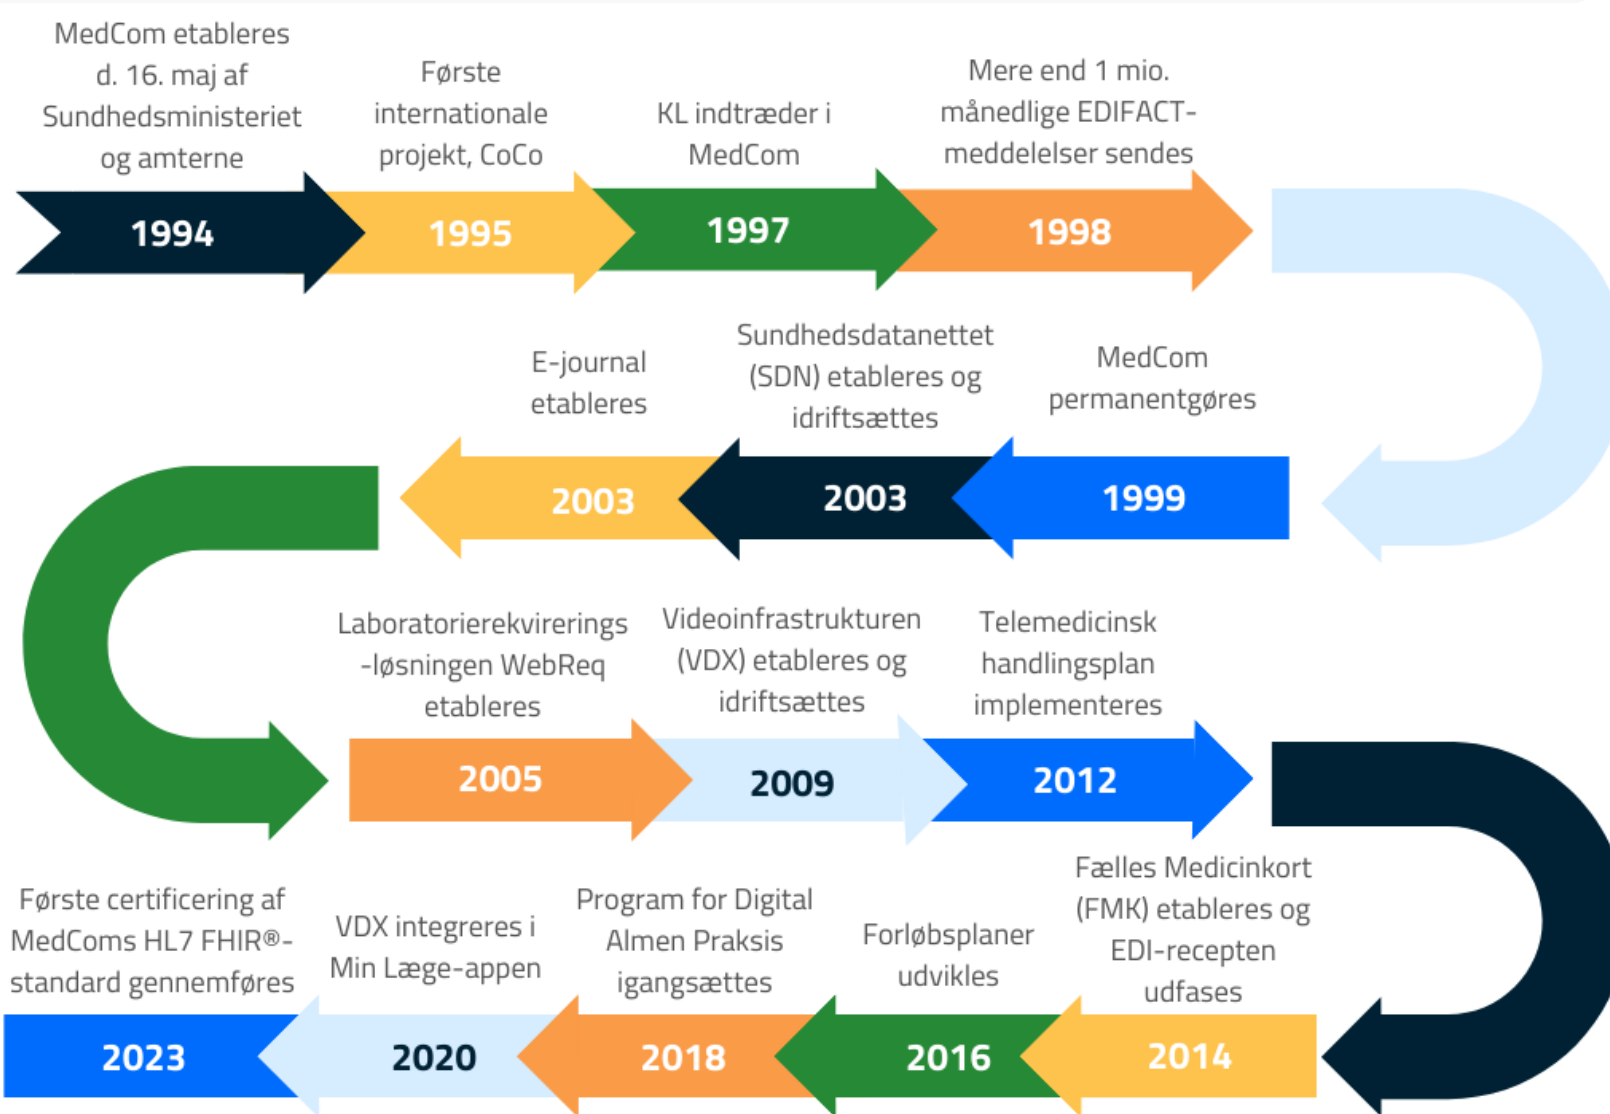 MedCom etableres
d. 16. maj af
Sundhedsministeriet
og amterne
1994
Første
internationale
projekt, CoCo
1995
KL indtræder i
MedCom
1997
Mere end 1 mio.
månedlige EDIFACT-
meddelelser sendes
1998
MedCom
permanentgøres
1999
Sundhedsdatanettet
(SDN) etableres og
idriftsættes
2003
E-journal
etableres
2003
Laboratorierekvirerings
-løsningen WebReq
etableres
2005
Videoinfrastrukturen
(VDX) etableres og
idriftsættes
2009
Telemedicinsk
handlingsplan
implementeres
2012
Fælles Medicinkort
(FMK) etableres og
EDI-recepten
udfases
2014
Forløbsplaner
udvikles
2016
Program for Digital
Almen Praksis
igangsættes
2018
VDX integreres i
Min Læge-appen
2020
Første certificering af
MedComs HL7 FHIR®-
standard gennemføres
2023